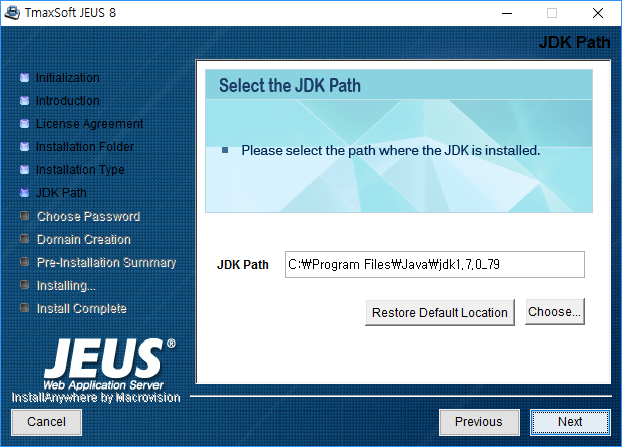 TmaxSoft JEUS 8
JDK Path
Initialization
Introduction
License Agreement
Installation Folder
Installation Type
JDK Path
Choose Password
Domain Creation
Pre-Installation Summary
Installing...
Install Complete
Select the JDK Path
Please select the path where the JDK is installed.
JDK Path
C:₩Program Files₩Java₩jdk1.7.0_79
Restore Default Location
Choose...
JEUS®
Web Application Server
InstallAnywhere by Macrovision
Cancel
Previous
Next